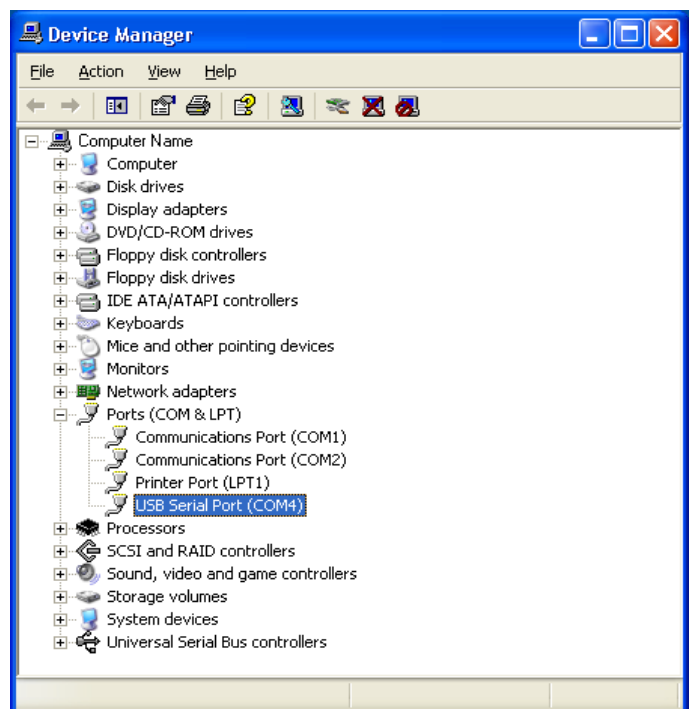 Device Manager
File Action View Help
Computer Name
Computer
Disk drives
Display adapters
DVD/CD-ROM drives
Floppy disk controllers
Floppy disk drives
IDE ATA/ATAPI controllers
Keyboards
Mice and other pointing devices
Monitors
Network adapters
Ports (COM & LPT)
Communications Port (COM1)
Communications Port (COM2)
Printer Port (LPT1)
USB Serial Port (COM4)
Processors
SCSI and RAID controllers
Sound, video and game controllers
Storage volumes
System devices
Universal Serial Bus controllers